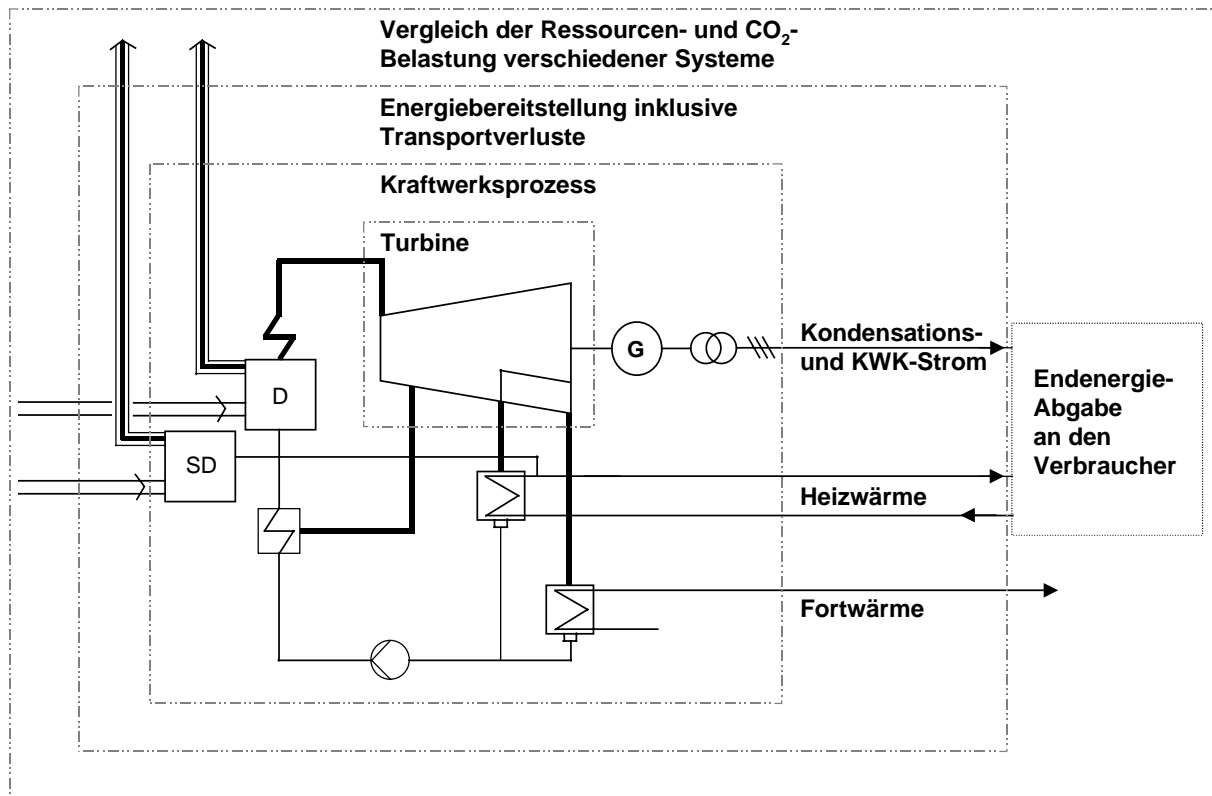 Vergleich der Ressourcen- und CO₂-
Belastung verschiedener Systeme
Energiebereitstellung inklusive
Transportverluste
Kraftwerksprozess
Turbine
G
Kondensations-
und KWK-Strom
D
SD
Endenergie-
Abgabe
an den
Verbraucher
Heizwärme
Fortwärme